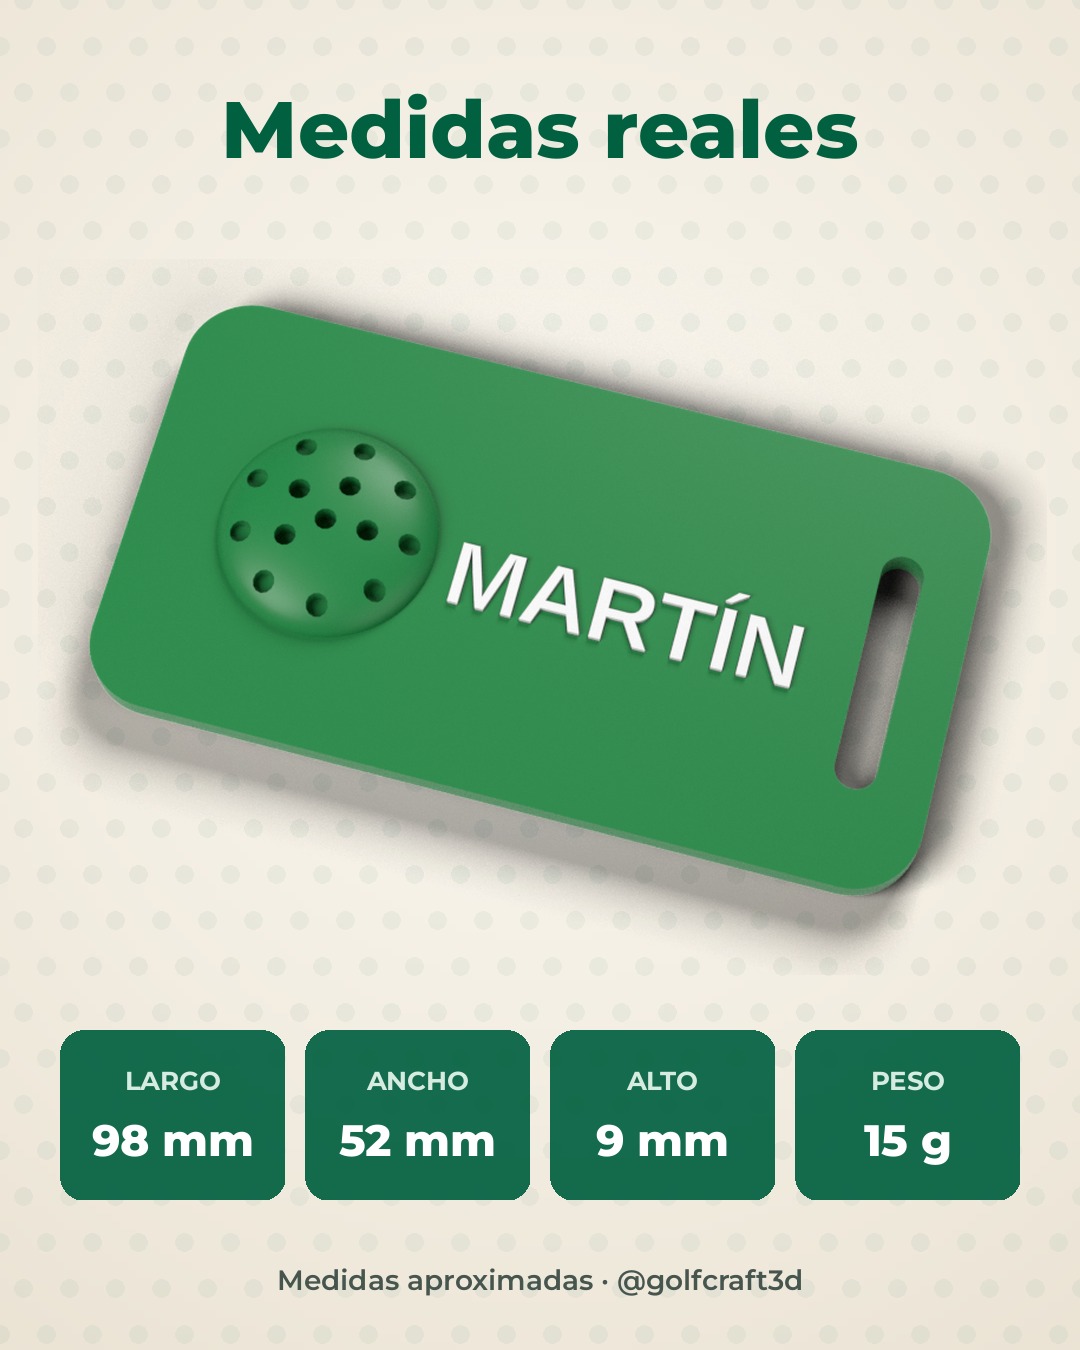 Medidas reales
MARTÍN
LARGO
98 mm
ANCHO
52 mm
ALTO
9 mm
PESO
15 g
Medidas aproximadas · @golfcraft3d